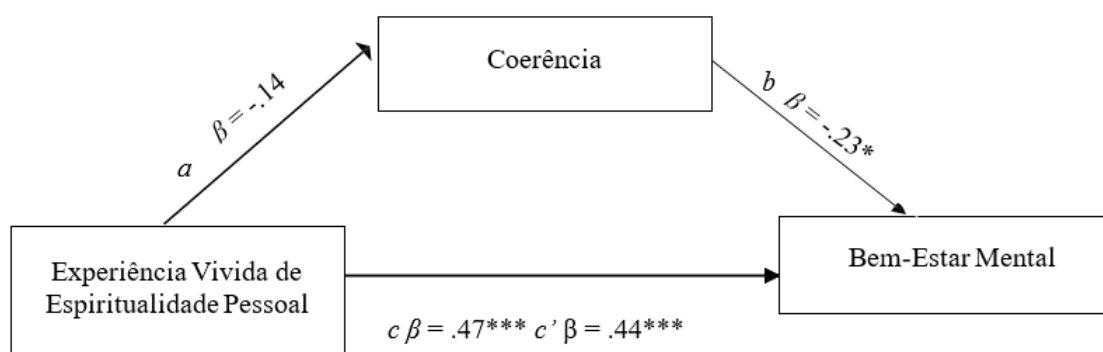 Coerência
a β = -.14
b β = -.23*
Experiência Vivida de
Espiritualidade Pessoal
Bem-Estar Mental
c β = .47*** c’ β = .44***